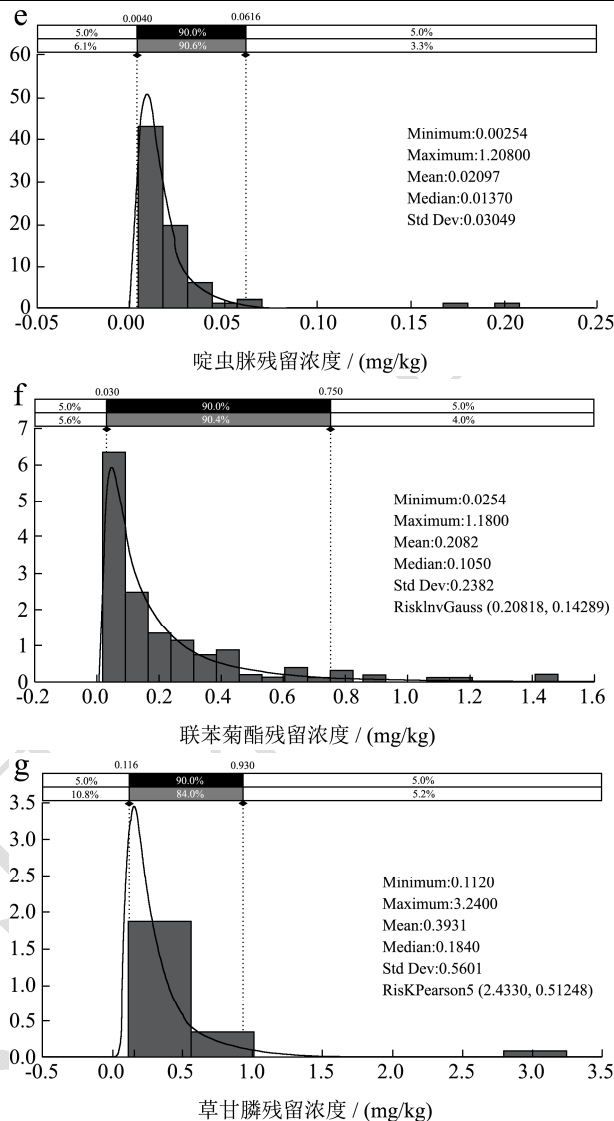 e
0.0040 0.0616
5.0% 90.0% 5.0%
6.1% 90.6% 3.3%
60
50
40
30
20
10
0
Minimum:0.00254
Maximum:1.20800
Mean:0.02097
Median:0.01370
Std Dev:0.03049
-0.05 0.00 0.05 0.10 0.15 0.20 0.25
啶虫脒残留浓度 / (mg/kg)
f
0.030 0.750
5.0% 90.0% 5.0%
5.6% 90.4% 4.0%
7
6
5
4
3
2
1
0
Minimum:0.0254
Maximum:1.1800
Mean:0.2082
Median:0.1050
Std Dev:0.2382
RisklnvGauss (0.20818, 0.14289)
-0.2 0.0 0.2 0.4 0.6 0.8 1.0 1.2 1.4 1.6
联苯菊酯残留浓度 / (mg/kg)
g
0.116 0.930
5.0% 90.0% 5.0%
10.8% 84.0% 5.2%
3.5
3.0
2.5
2.0
1.5
1.0
0.5
0.0
Minimum:0.1120
Maximum:3.2400
Mean:0.3931
Median:0.1840
Std Dev:0.5601
RisKPearson5 (2.4330, 0.51248)
-0.5 0.0 0.5 1.0 1.5 2.0 2.5 3.0 3.5
草甘膦残留浓度 / (mg/kg)